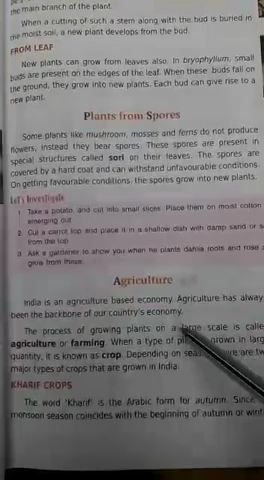 the main branch of the plant.
When a cutting of such a stem along with the bud is buried in
the moist soil, a new plant develops from the bud.
FROM LEAF
New plants can grow from leaves also. In bryophyllum, small
buds are present on the edges of the leaf. When these buds fall on
the ground, they grow into new plants. Each bud can give rise to a
new plant.
Plants from Spores
Some plants like mushroom, mosses and ferns do not produce
flowers, instead they bear spores. These spores are present in
special structures called sori on their leaves. The spores are
covered by a hard coat and can withstand unfavourable conditions.
On getting favourable conditions, the spores grow into new plants.
Let's Investigate
1 Take a potato and cut into small slices. Place them on moist cotton
emerging out
2 Cut a carrot top and place it in a shallow dish with damp sand or
from the top
3 Ask a gardener to show you when he plants dahlia roots and rose
grow from these.
Agriculture
India is an agriculture based economy. Agriculture has alway
been the backbone of our country's economy.
The process of growing plants on a large scale is calle
agriculture or farming. When a type of grown in larg
quantity, it is known as crop. Depending on are tw
major types of crops that are grown in India.
KHARIF CROPS
The word 'Kharif' is the Arabic form for autumn. Since
monsoon season coincides with the beginning of autumn or wint